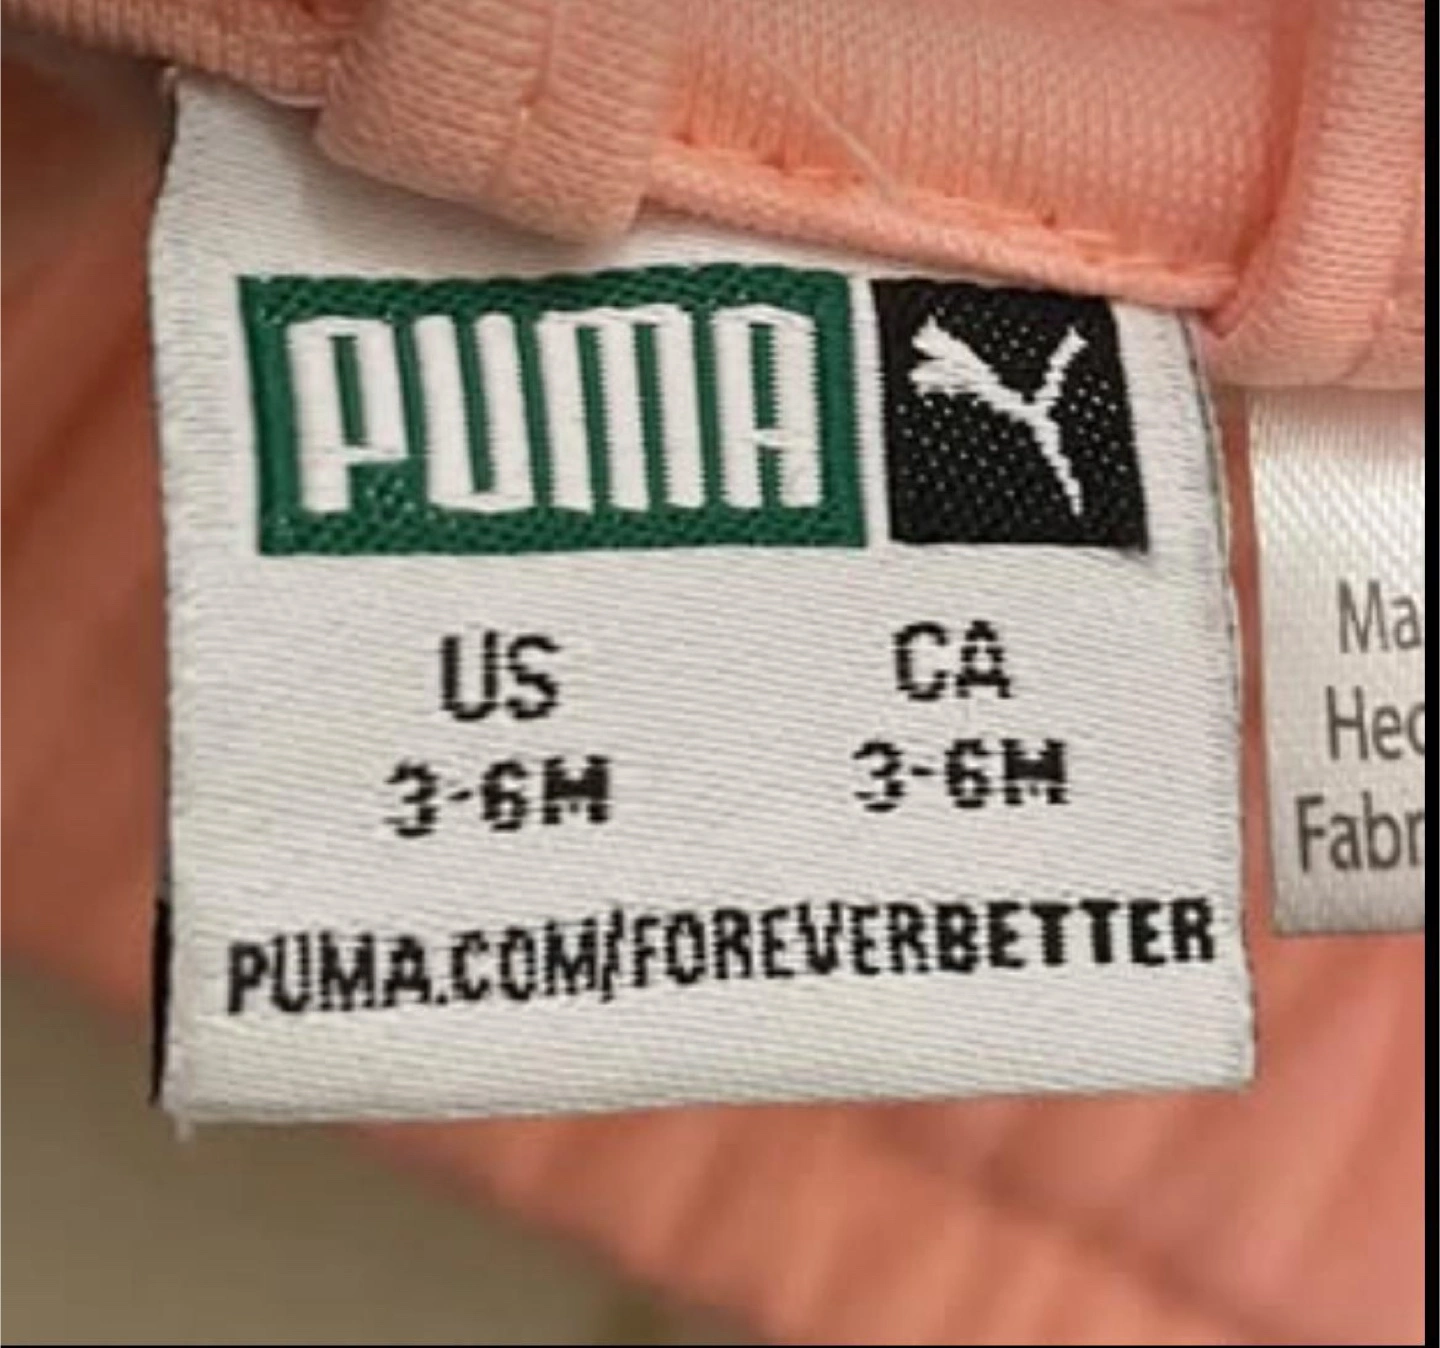 PUMA
US CA
3-6M 3-6M
PUMA.COM/FOREVERBETTER